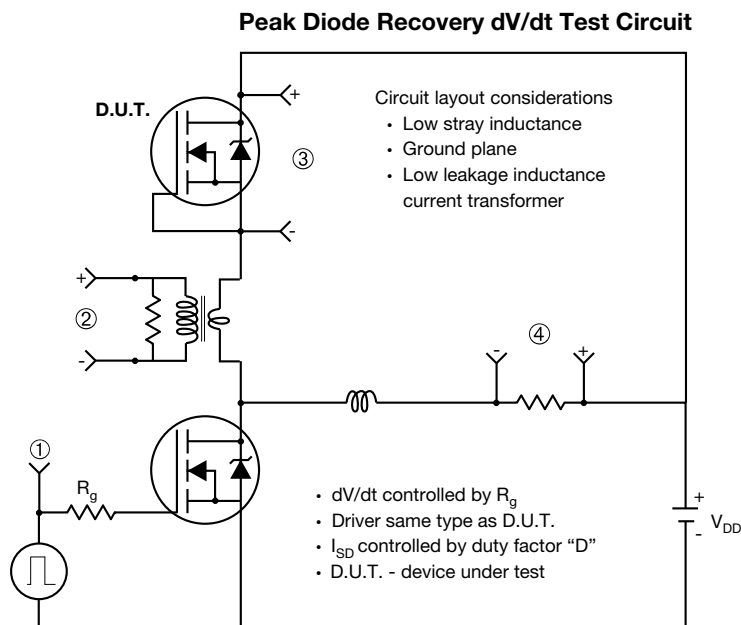 Peak Diode Recovery dV/dt Test Circuit
+
D.U.T.
Circuit layout considerations
• Low stray inductance
• Ground plane
• Low leakage inductance
current transformer
③
-
+
②
-
④
-
+
①
Rg
• dV/dt controlled by Rg
• Driver same type as D.U.T.
• ISD controlled by duty factor “D”
• D.U.T. - device under test
+
VDD
-